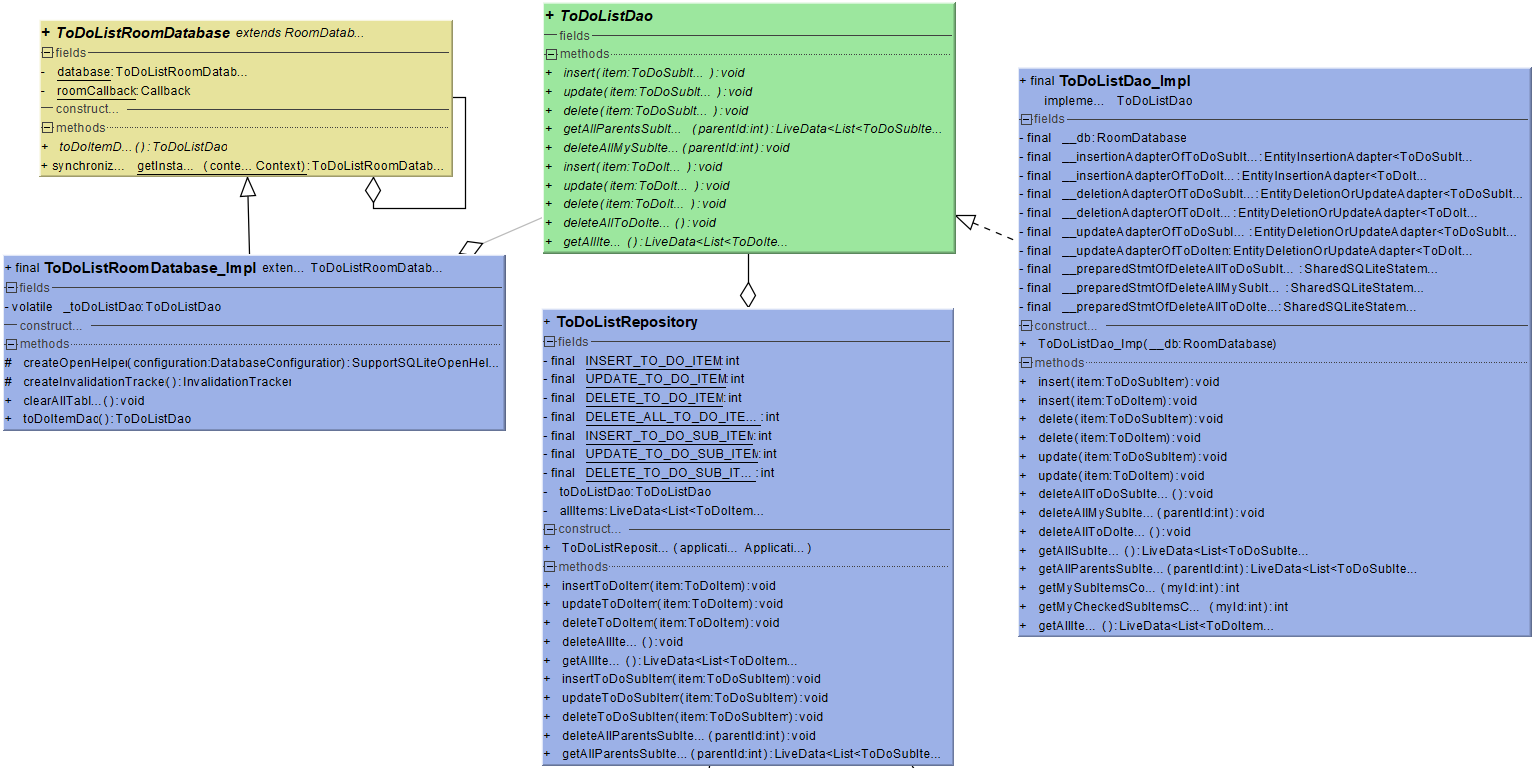 + ToDoListRoomDatabase extends RoomDatab...
fields
- database:ToDoListRoomDatab...
- roomCallback:Callback
construct...
methods
+ toDoItemD... ():ToDoListDao
+ synchroniz... getInsta... (conte... Context):ToDoListRoomDatab...
+ final ToDoListRoomDatabase_Impl exten... ToDoListRoomDatab...
fields
- volatile _toDoListDao:ToDoListDao
construct...
methods
# createOpenHelper(configuration:DatabaseConfiguration):SupportSQLiteOpenHel...
# createInvalidationTracker():InvalidationTracker
+ clearAllTabl... ():void
+ toDoItemDao():ToDoListDao
+ ToDoListDao
fields
methods
+ insert(item:ToDoSubIt... ):void
+ update(item:ToDoSubIt... ):void
+ delete(item:ToDoSubIt... ):void
+ getAllParentsSubIt... (parentId:int):LiveData<List<ToDoSubIte...
+ deleteAllMySubIte... (parentId:int):void
+ insert(item:ToDoIt... ):void
+ update(item:ToDoIt... ):void
+ delete(item:ToDoIt... ):void
+ deleteAllToDoIte... ():void
+ getAllIte... ():LiveData<List<ToDoIte...
+ ToDoListRepository
fields
- final INSERT_TO_DO_ITEM:int
- final UPDATE_TO_DO_ITEM:int
- final DELETE_TO_DO_ITEM:int
- final DELETE_ALL_TO_DO_ITE... :int
- final INSERT_TO_DO_SUB_ITEM:int
- final UPDATE_TO_DO_SUB_ITEM:int
- final DELETE_TO_DO_SUB_IT... :int
- toDoListDao:ToDoListDao
- allItems:LiveData<List<ToDoItem...
construct...
+ ToDoListReposit... (applicati... Applicati... )
methods
+ insertToDoItem(item:ToDoItem):void
+ updateToDoItem(item:ToDoItem):void
+ deleteToDoItem(item:ToDoItem):void
+ deleteAllIte... ():void
+ getAllIte... ():LiveData<List<ToDoItem...
+ insertToDoSubItem(item:ToDoSubItem):void
+ updateToDoSubItem(item:ToDoSubItem):void
+ deleteToDoSubItem(item:ToDoSubItem):void
+ deleteAllParentsSubIte... (parentId:int):void
+ getAllParentsSubIte... (parentId:int):LiveData<List<ToDoSubIte...
+ final ToDoListDao_Impl
impleme... ToDoListDao
fields
- final __db:RoomDatabase
- final __insertionAdapterOfToDoSubIt... :EntityInsertionAdapter<ToDoSubIt...
- final __insertionAdapterOfToDoIt... :EntityInsertionAdapter<ToDoIt...
- final __deletionAdapterOfToDoSubIt... :EntityDeletionOrUpdateAdapter<ToDoSubIt...
- final __deletionAdapterOfToDoIt... :EntityDeletionOrUpdateAdapter<ToDoIt...
- final __updateAdapterOfToDoSubI... :EntityDeletionOrUpdateAdapter<ToDoSubIt...
- final __updateAdapterOfToDoItem:EntityDeletionOrUpdateAdapter<ToDoIt...
- final __preparedStmtOfDeleteAllToDoSubIt... :SharedSQLiteStatem...
- final __preparedStmtOfDeleteAllMySubIt... :SharedSQLiteStatem...
- final __preparedStmtOfDeleteAllToDoIte... :SharedSQLiteStatem...
construct...
+ ToDoListDao_Impl(__db:RoomDatabase)
methods
+ insert(item:ToDoSubItem):void
+ insert(item:ToDoItem):void
+ delete(item:ToDoSubItem):void
+ delete(item:ToDoItem):void
+ update(item:ToDoSubItem):void
+ update(item:ToDoItem):void
+ deleteAllToDoSubIte... ():void
+ deleteAllMySubIte... (parentId:int):void
+ deleteAllToDoIte... ():void
+ getAllSubIte... ():LiveData<List<ToDoSubIte...
+ getAllParentsSubIte... (parentId:int):LiveData<List<ToDoSubIte...
+ getMySubItemsCo... (myId:int):int
+ getMyCheckedSubItemsC... (myId:int):int
+ getAllIte... ():LiveData<List<ToDoItem...